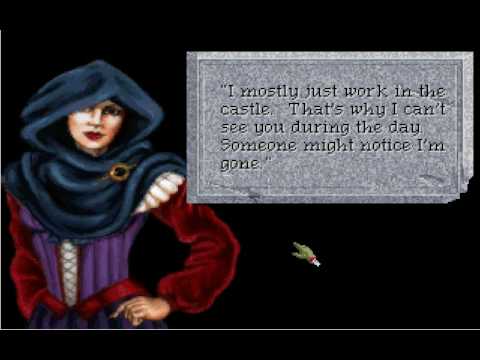 "I mostly just work in the
castle.  That's why I can't
see you during the day.
Someone might notice I'm
gone."